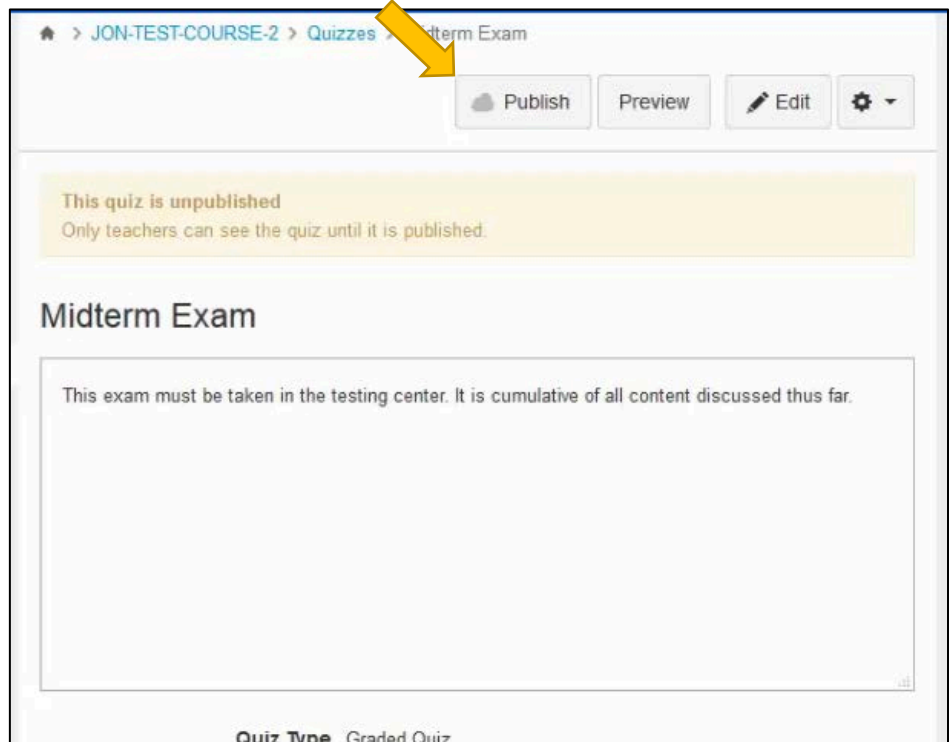 > JON-TEST-COURSE-2 > Quizzes > Midterm Exam
Publish Preview Edit
This quiz is unpublished
Only teachers can see the quiz until it is published.
Midterm Exam
This exam must be taken in the testing center. It is cumulative of all content discussed thus far.
Quiz Type Graded Quiz